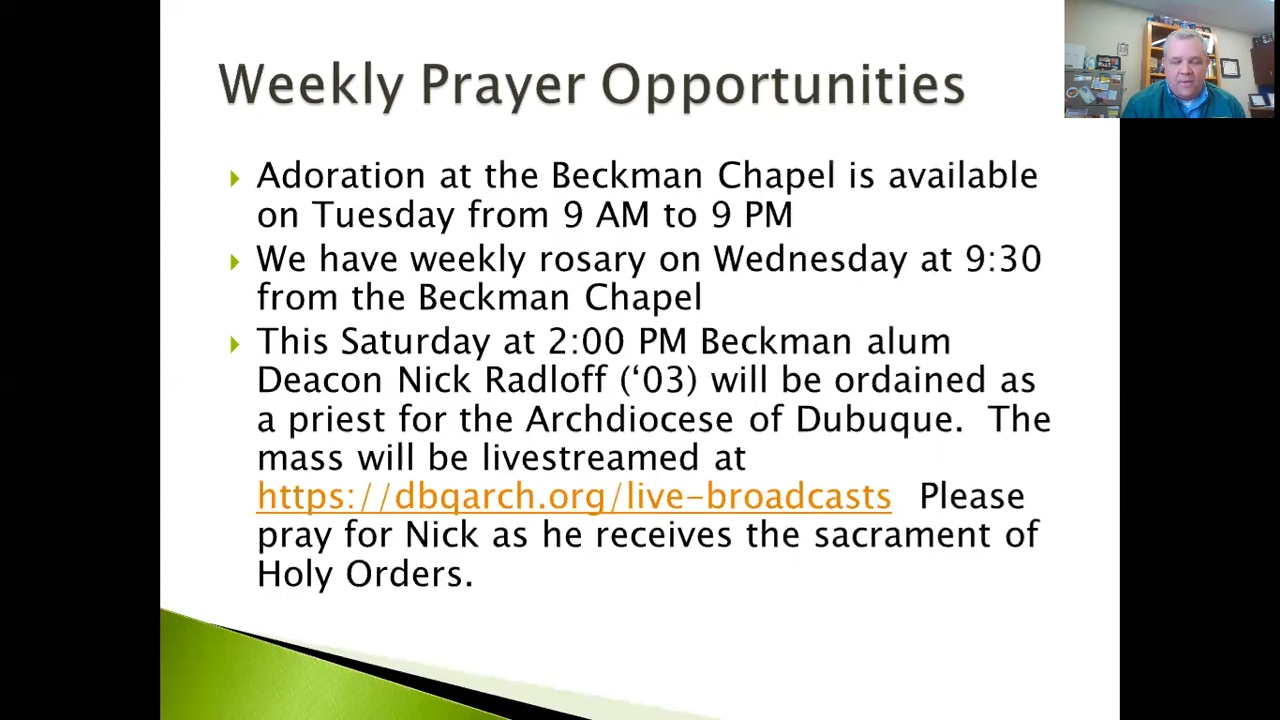 Weekly Prayer Opportunities
Adoration at the Beckman Chapel is available
on Tuesday from 9 AM to 9 PM
We have weekly rosary on Wednesday at 9:30
from the Beckman Chapel
This Saturday at 2:00 PM Beckman alum
Deacon Nick Radloff (‘03) will be ordained as
a priest for the Archdiocese of Dubuque.  The
mass will be livestreamed at
https://dbqarch.org/live-broadcasts  Please
pray for Nick as he receives the sacrament of
Holy Orders.